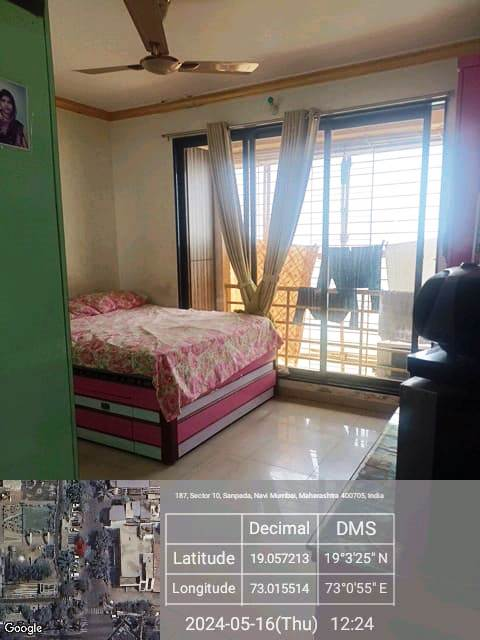 187, Sector 10, Sanpada, Navi Mumbai, Maharashtra 400705, India
Decimal DMS
Latitude 19.057213 19°3'25" N
Longitude 73.015514 73°0'55" E
2024-05-16(Thu) 12:24
Google